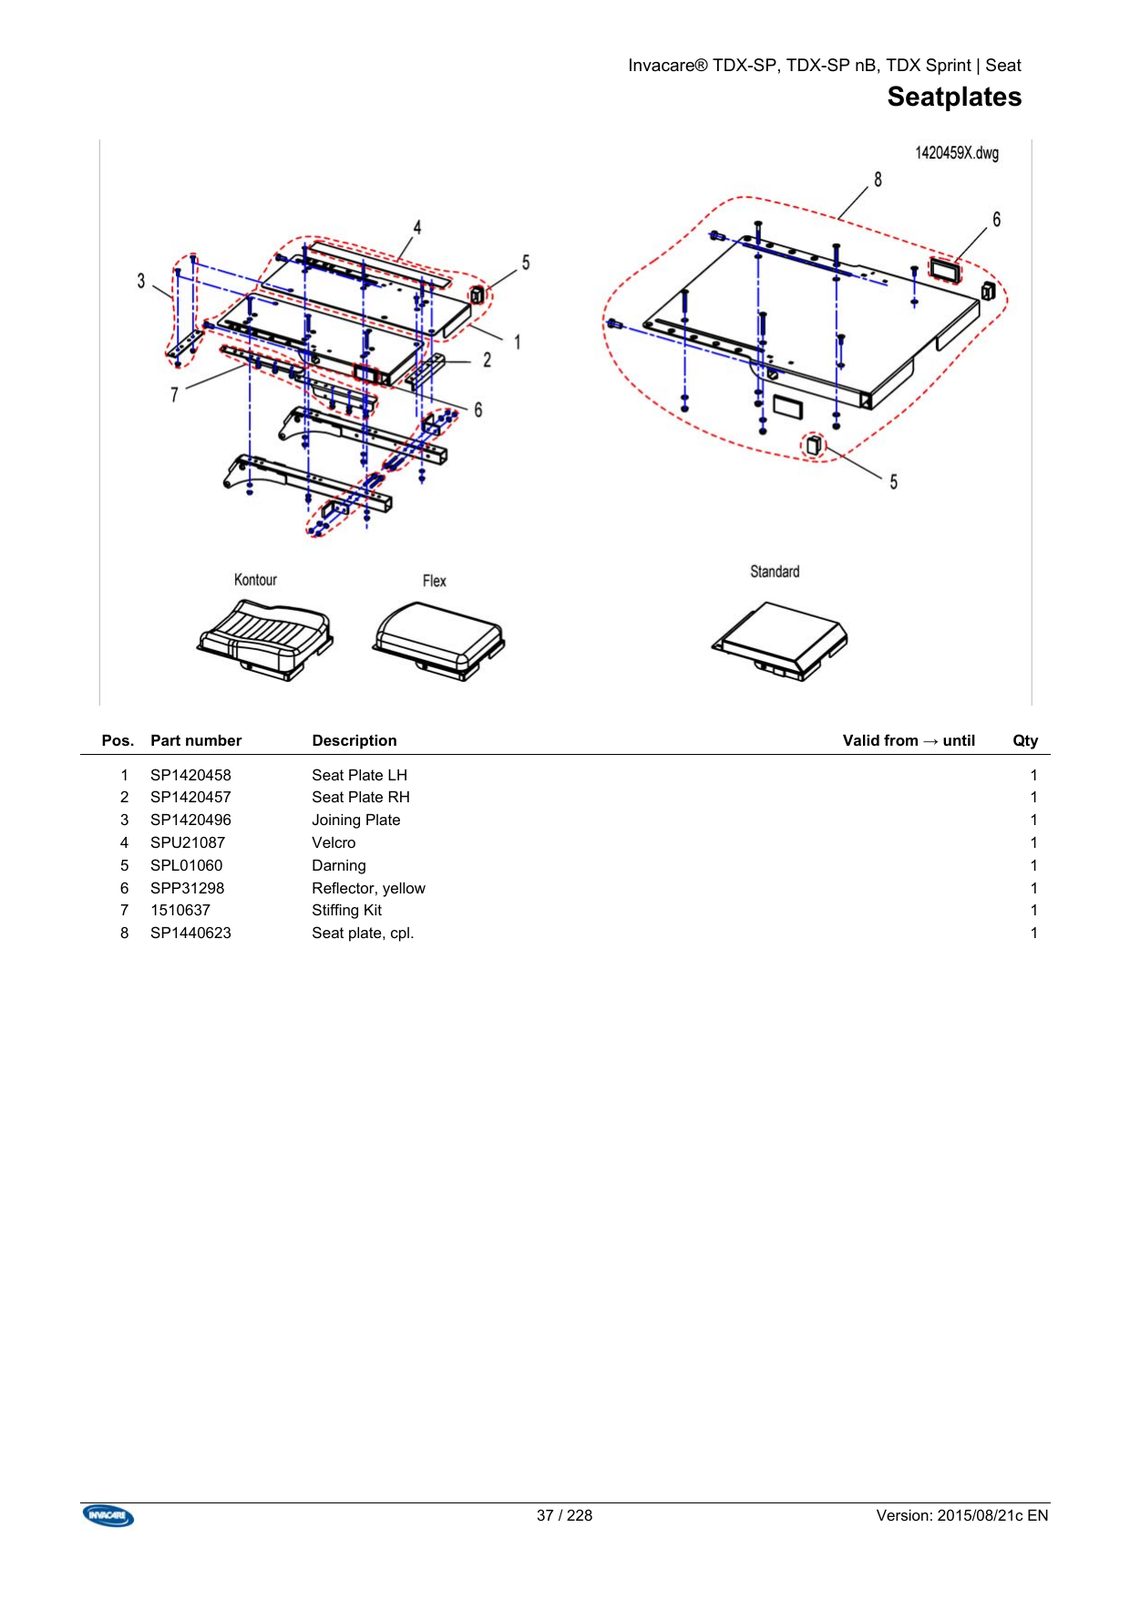 Invacare® TDX-SP, TDX-SP nB, TDX Sprint | Seat
Seatplates
1420459X.dwg
8
6
4
5
3
1
2
7
6
5
Kontour
Flex
Standard
Pos. Part number Description Valid from → until Qty
1 SP1420458 Seat Plate LH 1
2 SP1420457 Seat Plate RH 1
3 SP1420496 Joining Plate 1
4 SPU21087 Velcro 1
5 SPL01060 Darning 1
6 SPP31298 Reflector, yellow 1
7 1510637 Stiffing Kit 1
8 SP1440623 Seat plate, cpl. 1
INVACARE
37 / 228
Version: 2015/08/21c EN